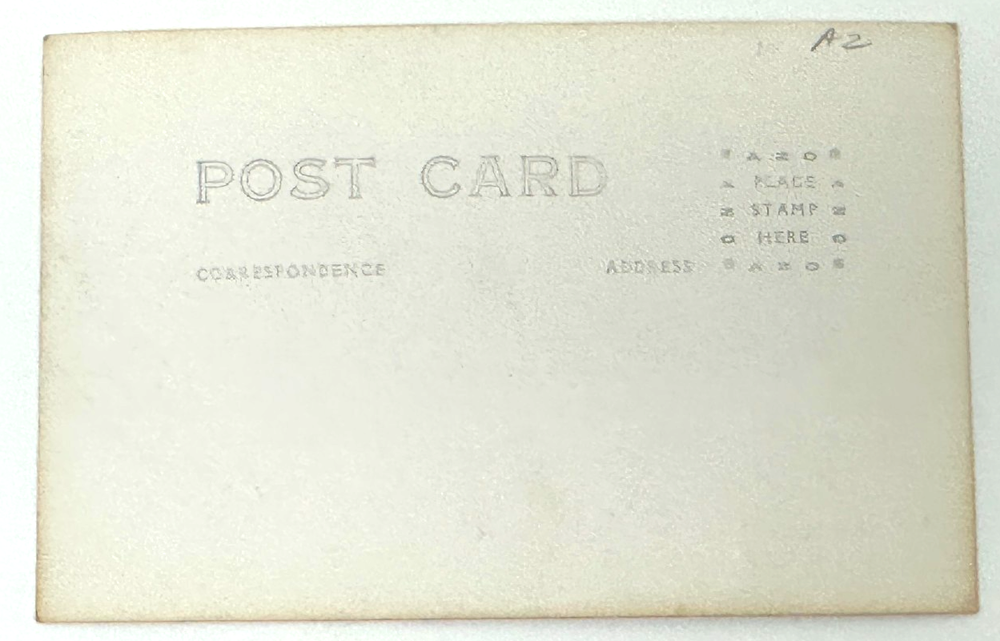 A2
POST CARD
AZO
PLACE
STAMP
HERE
AZO
CORRESPONDENCE
ADDRESS